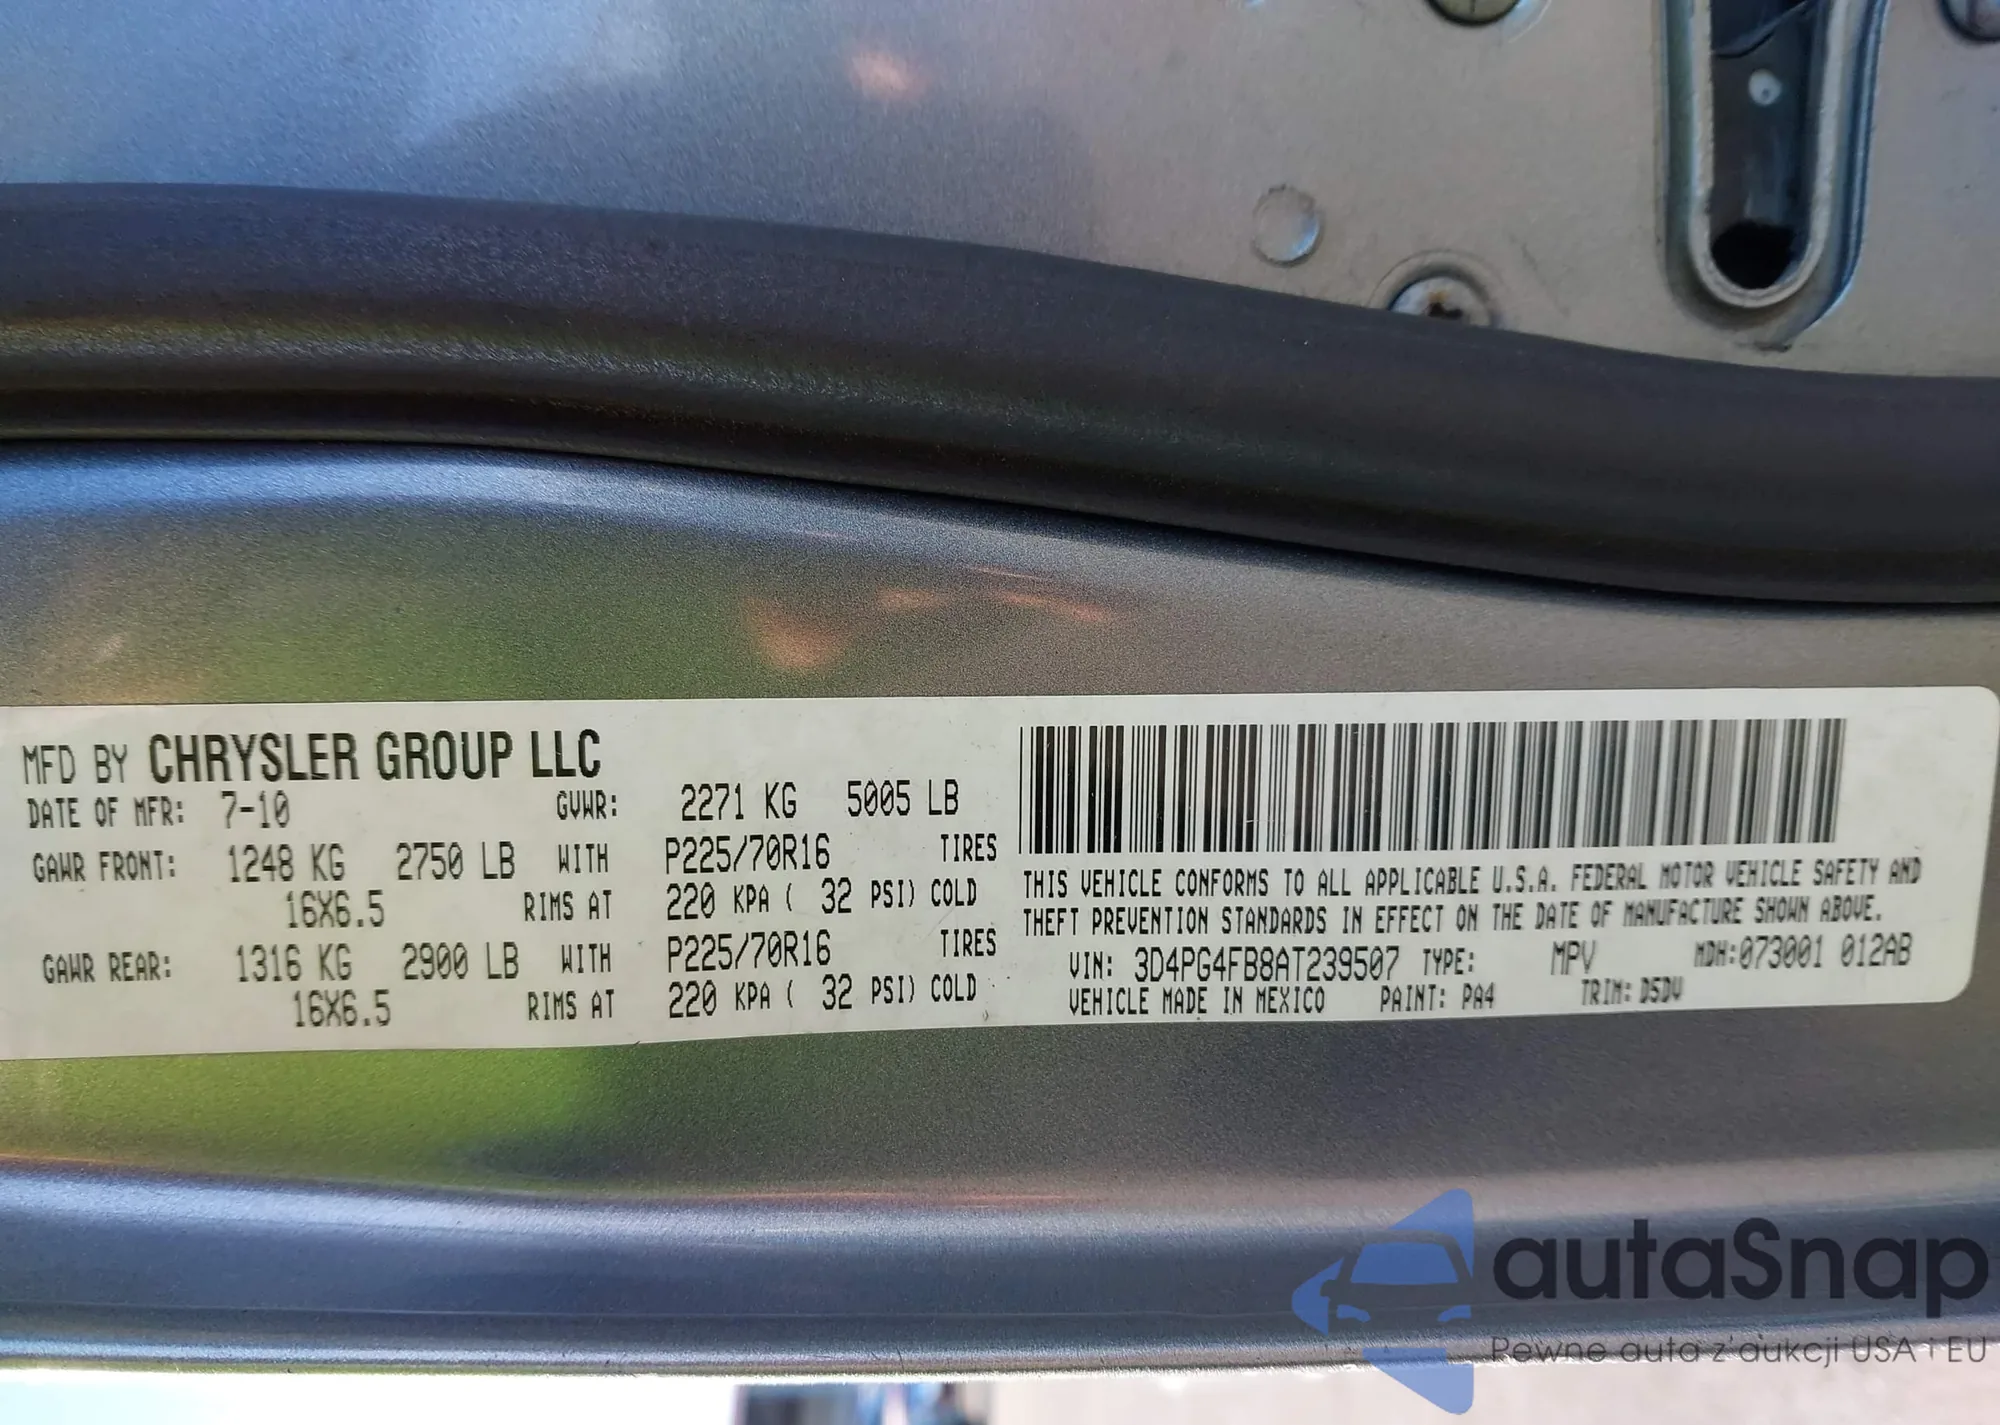 MFD BY CHRYSLER GROUP LLC
DATE OF MFR: 7-10 GVWR: 2271 KG 5005 LB
GAWR FRONT: 1248 KG 2750 LB WITH P225/70R16 TIRES
16X6.5 RIMS AT 220 KPA ( 32 PSI) COLD
GAWR REAR: 1316 KG 2900 LB WITH P225/70R16 TIRES
16X6.5 RIMS AT 220 KPA ( 32 PSI) COLD
THIS VEHICLE CONFORMS TO ALL APPLICABLE U.S.A. FEDERAL MOTOR VEHICLE SAFETY AND
THEFT PREVENTION STANDARDS IN EFFECT ON THE DATE OF MANUFACTURE SHOWN ABOVE.
VIN: 3D4PG4FB8AT239507 TYPE: MPV MDH:073001 012AB
VEHICLE MADE IN MEXICO PAINT: PA4 TRIM: D5DV
autaSnap
Pewne auta z aukcji USA i EU